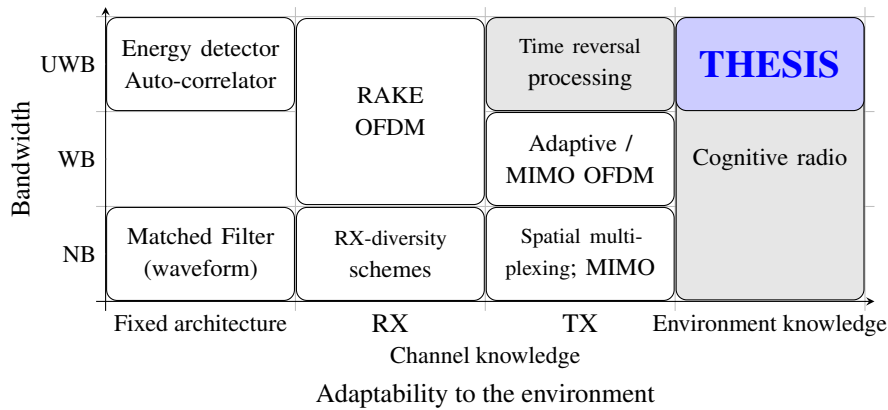 Energy detector
Auto-correlator
RAKE
OFDM
Time reversal
processing
THESIS
Adaptive /
MIMO OFDM
Cognitive radio
Matched Filter
(waveform)
RX-diversity
schemes
Spatial multi-
plexing; MIMO
UWB
WB
NB
Bandwidth
Fixed architecture
RX
TX
Environment knowledge
Channel knowledge
Adaptability to the environment